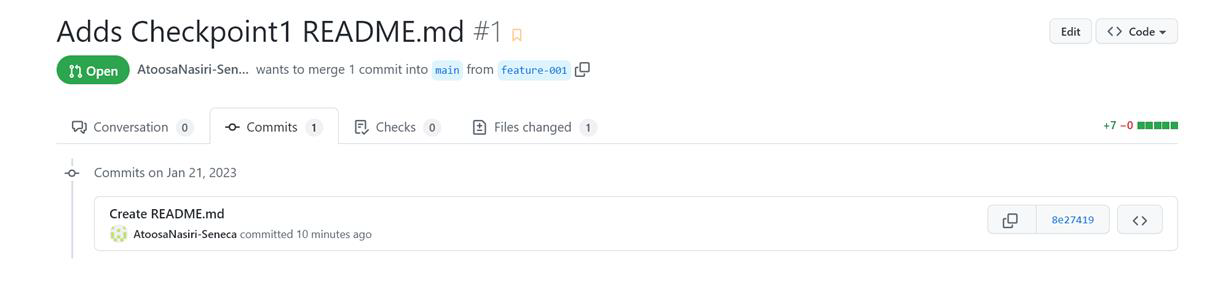 Adds Checkpoint1 README.md #1
Edit
Code
Open AtoosaNasiri-Sen... wants to merge 1 commit into main from feature-001
Conversation 0
Commits 1
Checks 0
Files changed 1
+7 −0
Commits on Jan 21, 2023
Create README.md
AtoosaNasiri-Seneca committed 10 minutes ago
8e27419